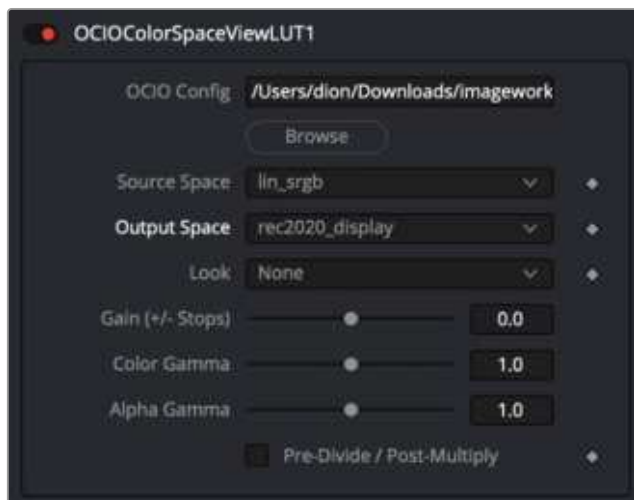 OCIOColorSpaceViewLUT1
OCIO Config /Users/dion/Downloads/imagework
Browse
Source Space lin_srgb
Output Space rec2020_display
Look None
Gain (+/- Stops) 0.0
Color Gamma 1.0
Alpha Gamma 1.0
Pre-Divide / Post-Multiply